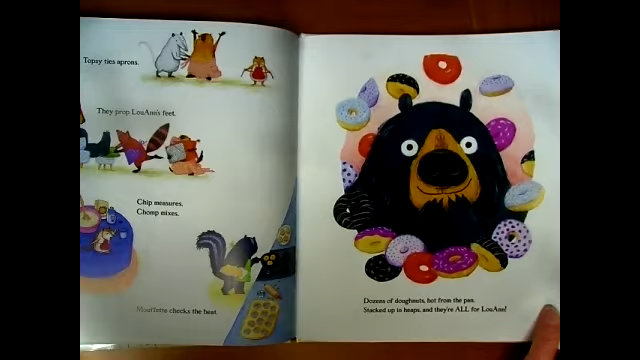 Topsy ties aprons.
They prop LouAnn's feet.
Chip measures.
Chomp mixes.
Mouffette checks the heat.
Dozens of doughnuts, hot from the pan.
Stacked up in heaps, and they're ALL for LouAnn!